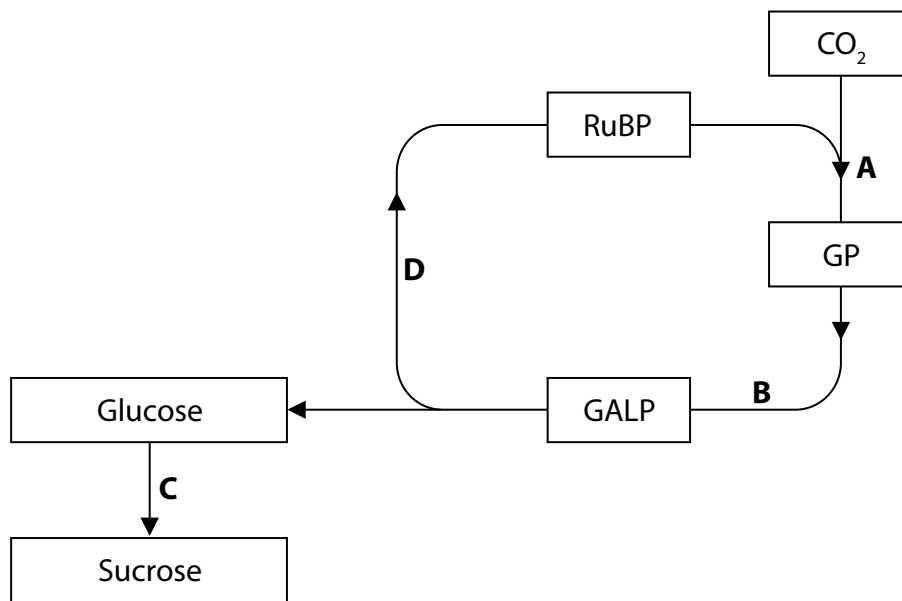 CO₂
RuBP
A
GP
D
Glucose
GALP
B
C
Sucrose